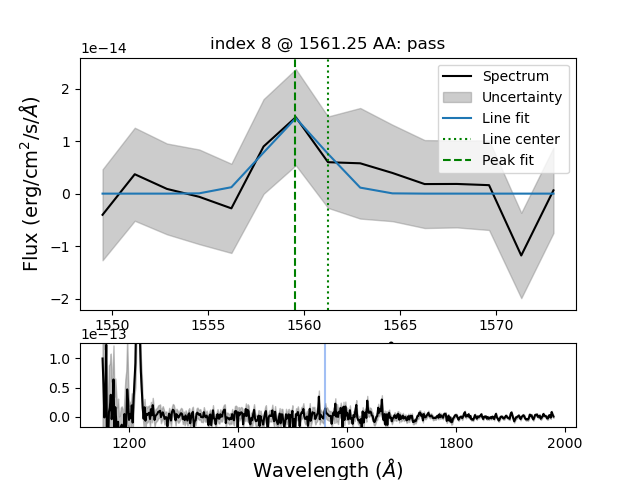 index 8 @ 1561.25 AA: pass
1e−14
Flux (erg/cm²/s/Å)
2
1
0
−1
−2
Spectrum
Uncertainty
Line fit
Line center
Peak fit
1550
1555
1560
1565
1570
1e−13
1.0
0.5
0.0
1200
1400
1600
1800
2000
Wavelength (Å)